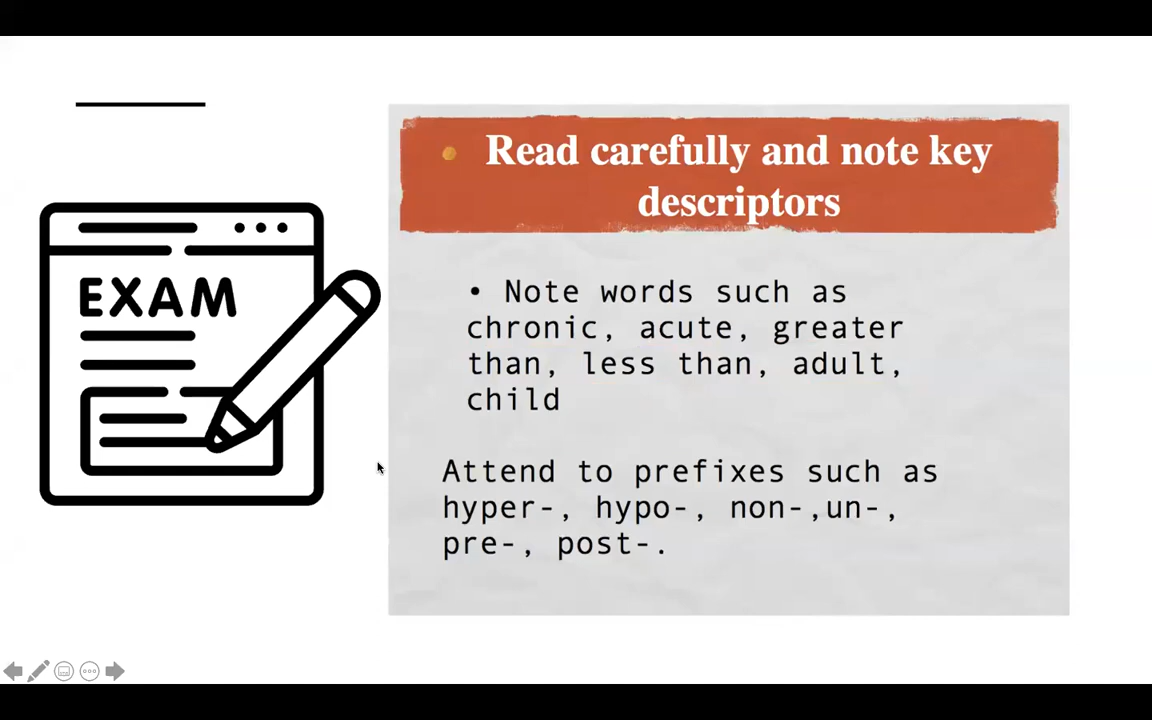 EXAM
Read carefully and note key
descriptors
• Note words such as
chronic, acute, greater
than, less than, adult,
child
Attend to prefixes such as
hyper-, hypo-, non-,un-,
pre-, post-.